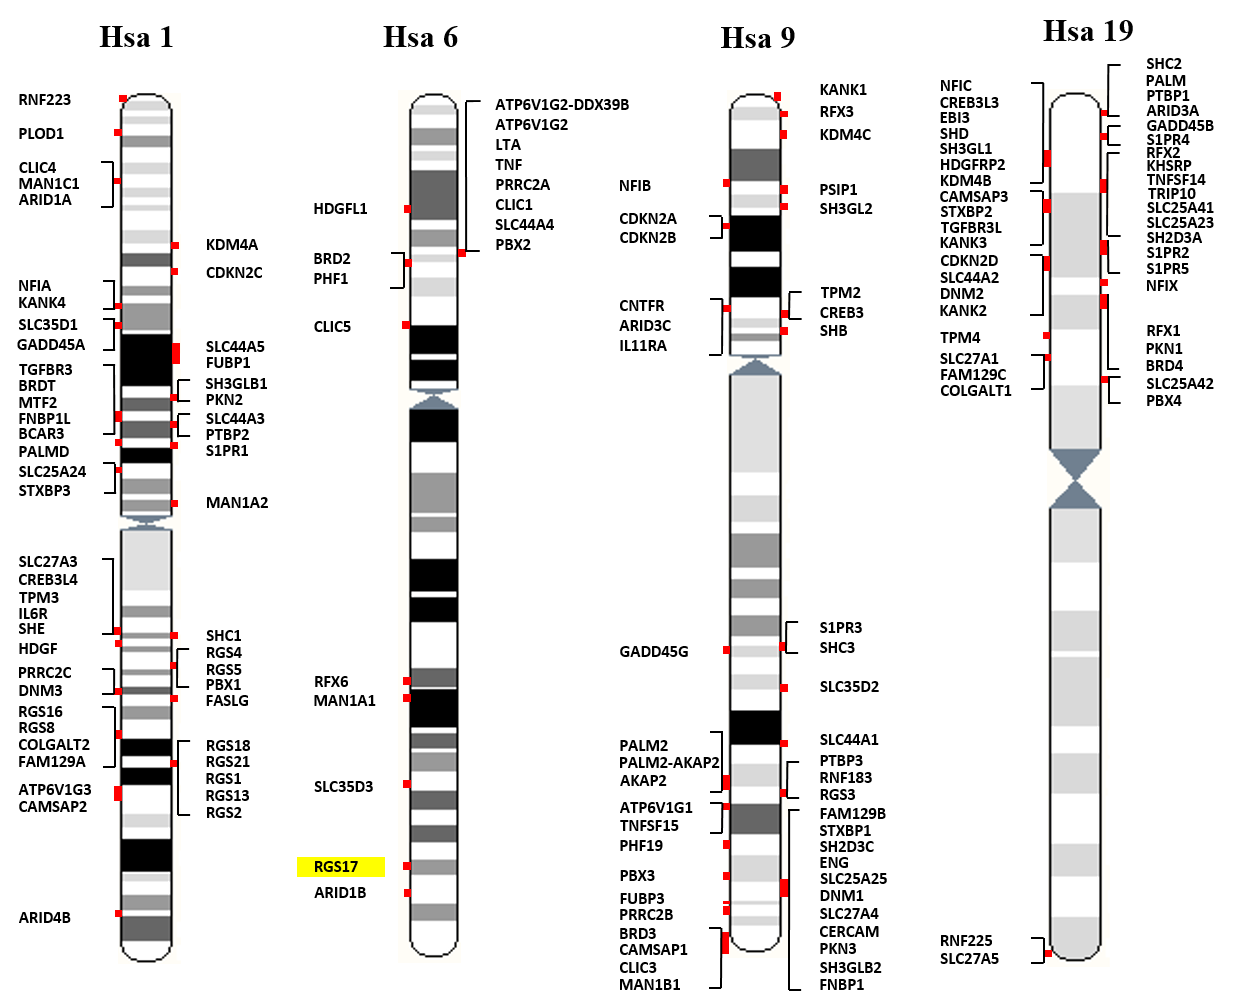 Hsa 1
RNF223
PLOD1
CLIC4
MAN1C1
ARID1A
NFIA
KANK4
SLC35D1
GADD45A
TGFBR3
BRDT
MTF2
FNBP1L
BCAR3
PALMD
SLC25A24
STXBP3
SLC27A3
CREB3L4
TPM3
IL6R
SHE
HDGF
PRRC2C
DNM3
RGS16
RGS8
COLGALT2
FAM129A
ATP6V1G3
CAMSAP2
ARID4B
KDM4A
CDKN2C
SLC44A5
FUBP1
SH3GLB1
PKN2
SLC44A3
PTBP2
S1PR1
MAN1A2
SHC1
RGS4
RGS5
PBX1
FASLG
RGS18
RGS21
RGS1
RGS13
RGS2
Hsa 6
HDGFL1
BRD2
PHF1
CLIC5
RFX6
MAN1A1
SLC35D3
RGS17
ARID1B
ATP6V1G2-DDX39B
ATP6V1G2
LTA
TNF
PRRC2A
CLIC1
SLC44A4
PBX2
Hsa 9
NFIB
CDKN2A
CDKN2B
CNTFR
ARID3C
IL11RA
GADD45G
PALM2
PALM2-AKAP2
AKAP2
ATP6V1G1
TNFSF15
PHF19
PBX3
FUBP3
PRRC2B
BRD3
CAMSAP1
CLIC3
MAN1B1
KANK1
RFX3
KDM4C
PSIP1
SH3GL2
TPM2
CREB3
SHB
S1PR3
SHC3
SLC35D2
SLC44A1
PTBP3
RNF183
RGS3
FAM129B
STXBP1
SH2D3C
ENG
SLC25A25
DNM1
SLC27A4
CERCAM
PKN3
SH3GLB2
FNBP1
Hsa 19
NFIC
CREB3L3
EBI3
SHD
SH3GL1
HDGFRP2
KDM4B
CAMSAP3
STXBP2
TGFBR3L
KANK3
CDKN2D
SLC44A2
DNM2
KANK2
TPM4
SLC27A1
FAM129C
COLGALT1
RNF225
SLC27A5
SHC2
PALM
PTBP1
ARID3A
GADD45B
S1PR4
RFX2
KHSRP
TNFSF14
TRIP10
SLC25A41
SLC25A23
SH2D3A
S1PR2
S1PR5
NFIX
RFX1
PKN1
BRD4
SLC25A42
PBX4